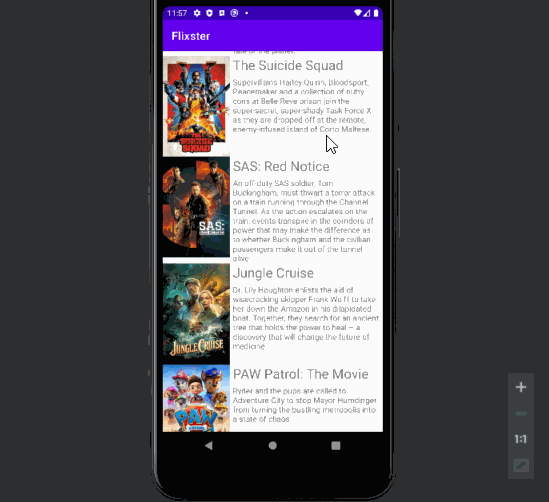 11:57
Flixster
The Suicide Squad
Supervillains Harley Quinn, Bloodsport,
Peacemaker and a collection of nutty
cons at Belle Reve prison join the
super-secret, super-shady Task Force X
as they are dropped off at the remote,
enemy-infused island of Corto Maltese.
THE SUICIDE SQUAD
SAS: Red Notice
An off-duty SAS soldier, Tom
Buckingham, must thwart a terror attack
on a train running through the Channel
Tunnel. As the action escalates on the
train, events transpire in the corridors of
power that may make the difference as
to whether Buckingham and the civilian
passengers make it out of the tunnel
alive.
SAS:
Jungle Cruise
Dr. Lily Houghton enlists the aid of
wisecracking skipper Frank Wolff to take
her down the Amazon in his dilapidated
boat. Together, they search for an ancient
tree that holds the power to heal – a
discovery that will change the future of
medicine.
JUNGLE CRUISE
PAW Patrol: The Movie
Ryder and the pups are called to
Adventure City to stop Mayor Humdinger
from turning the bustling metropolis into
a state of chaos.
PAW
1:1